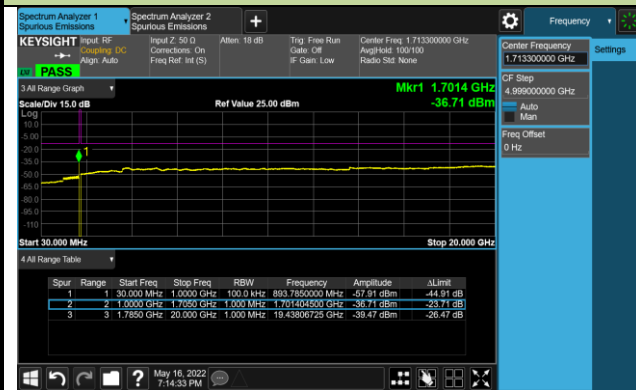 Spectrum Analyzer 1
Spurious Emissions
Spectrum Analyzer 2
Spurious Emissions
+
Frequency
KEYSIGHT
Input: RF
Coupling: DC
Align: Auto
Input Z: 50 Ω
Corrections: On
Freq Ref: Int (S)
Atten: 18 dB
Trig: Free Run
Gate: Off
IF Gain: Low
Center Freq: 1.713300000 GHz
Avg|Hold: 100/100
Radio Std: None
PASS
3 All Range Graph
Scale/Div 15.0 dB
Ref Value 25.00 dBm
Mkr1 1.7014 GHz
-36.71 dBm
Log
10.0
-5.00
-20.0
-35.0
-50.0
-65.0
-80.0
-95.0
-110
1
Start 30.000 MHz
Stop 20.000 GHz
4 All Range Table
Spur Range Start Freq Stop Freq RBW Frequency Amplitude ΔLimit
1 1 30.000 MHz 1.0000 GHz 100.0 kHz 893.7850000 MHz -57.91 dBm -44.91 dB
2 2 1.0000 GHz 1.7050 GHz 1.000 MHz 1.701404500 GHz -36.71 dBm -23.71 dB
3 3 1.7850 GHz 20.000 GHz 1.000 MHz 19.43806725 GHz -39.47 dBm -26.47 dB
Center Frequency
1.713300000 GHz
Settings
CF Step
4.999000000 GHz
Auto
Man
Freq Offset
0 Hz
?
May 16, 2022
7:14:33 PM